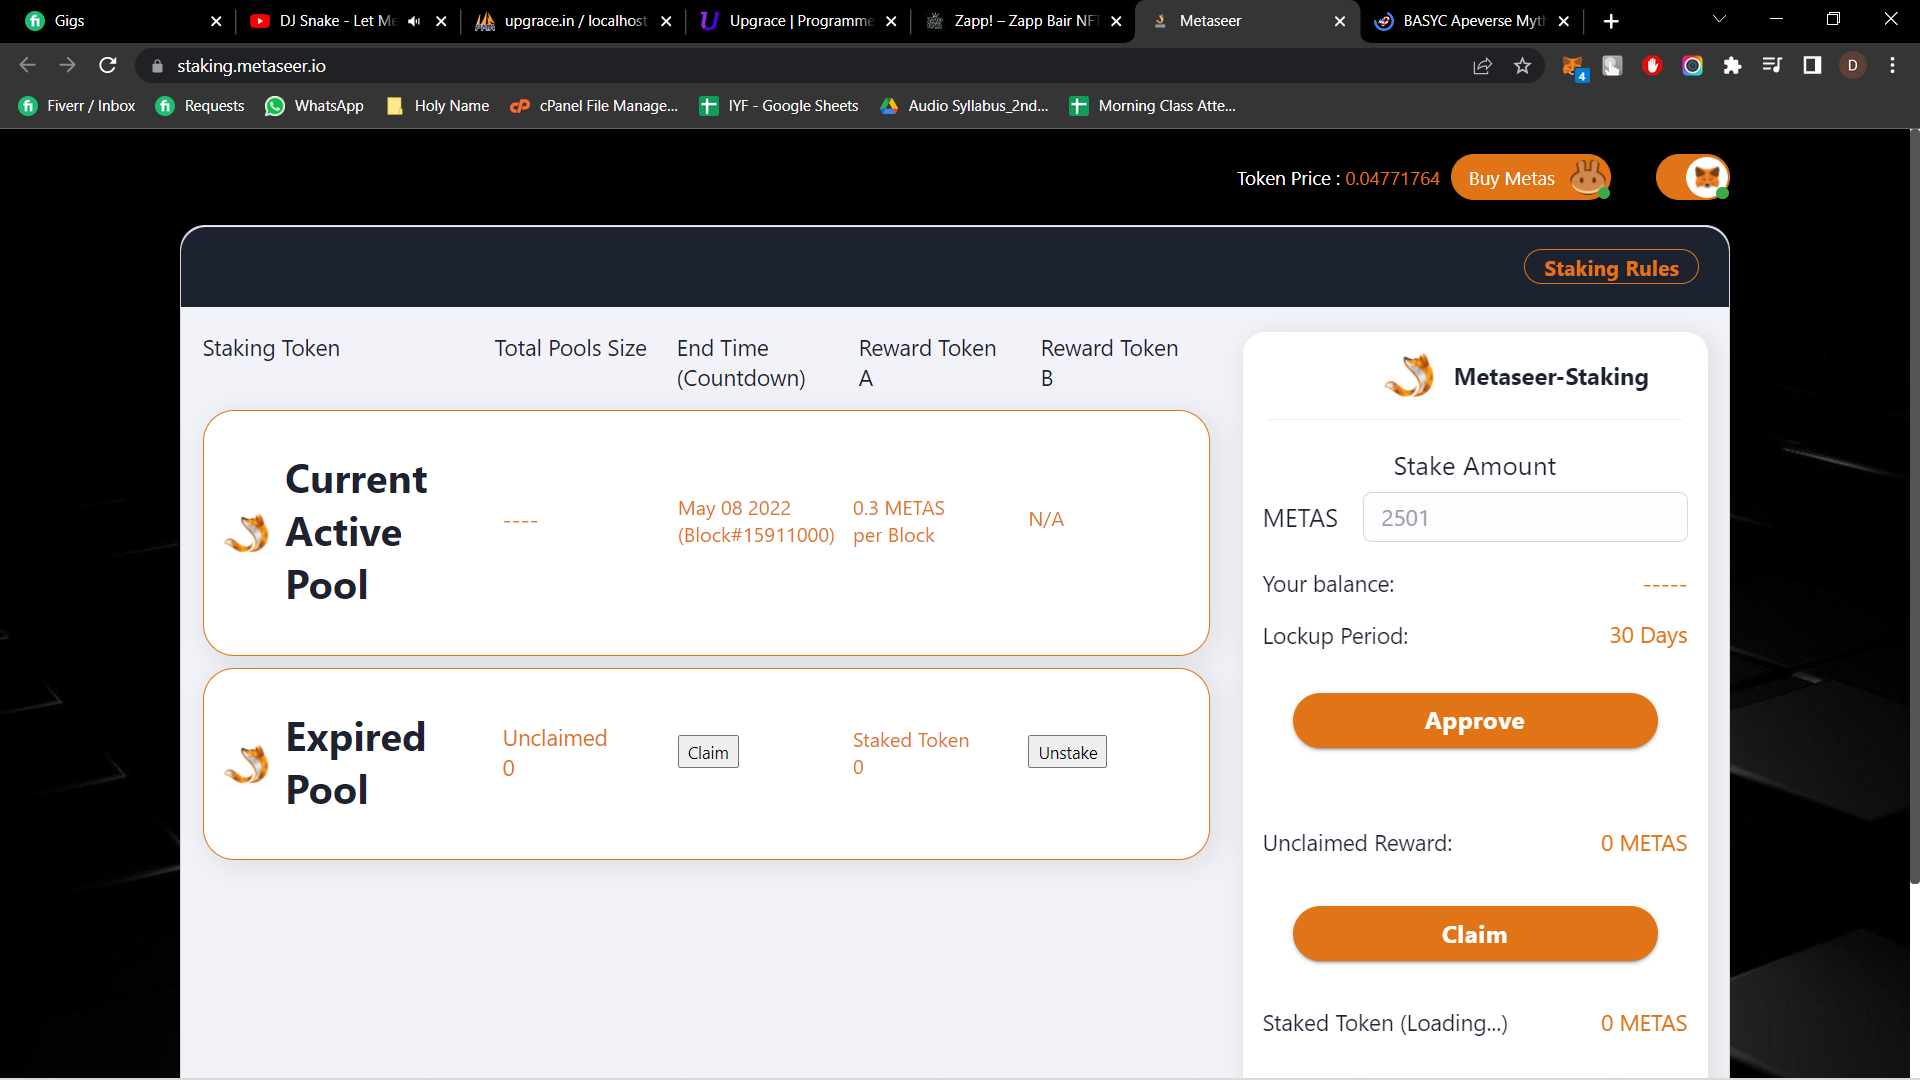 Gigs
DJ Snake - Let Me
upgrace.in / localhost
Upgrace | Programme
Zapp! – Zapp Bair NFT
Metaseer
BASYC Apeverse Myth
staking.metaseer.io
4
D
Fiverr / Inbox
Requests
WhatsApp
Holy Name
cPanel File Manage...
IYF - Google Sheets
Audio Syllabus_2nd...
Morning Class Atte...
Token Price : 0.04771764
Buy Metas
Staking Rules
Staking Token
Total Pools Size
End Time
(Countdown)
Reward Token
A
Reward Token
B
Current
Active
Pool
----
May 08 2022
(Block#15911000)
0.3 METAS
per Block
N/A
Expired
Pool
Unclaimed
0
Claim
Staked Token
0
Unstake
Metaseer-Staking
Stake Amount
METAS
2501
Your balance:
-----
Lockup Period:
30 Days
Approve
Unclaimed Reward:
0 METAS
Claim
Staked Token (Loading...)
0 METAS